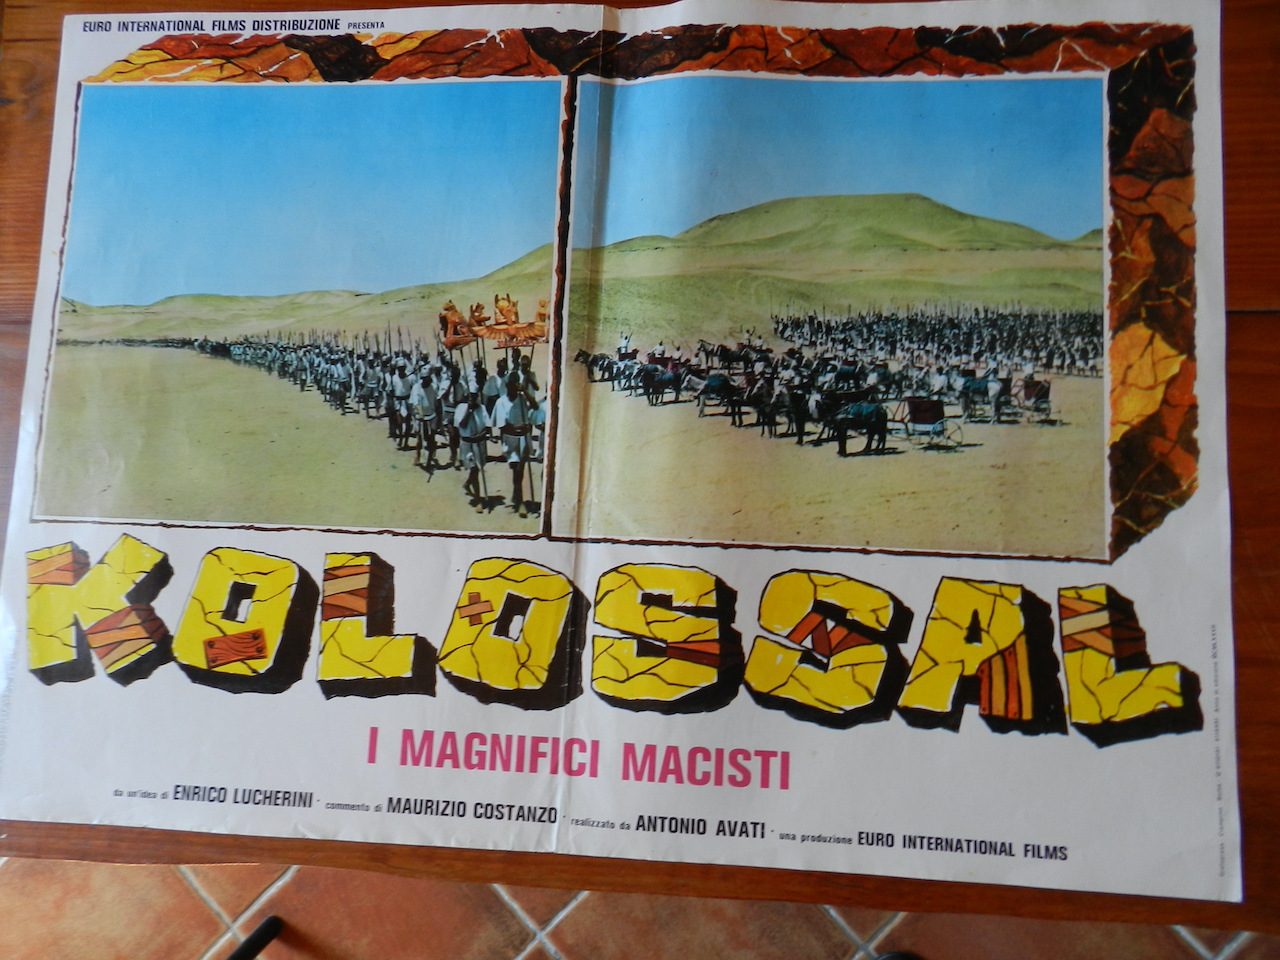 EURO INTERNATIONAL FILMS DISTRIBUZIONE PRESENTA
KOLOSSAL
I MAGNIFICI MACISTI
da un'idea di ENRICO LUCHERINI · commento di MAURIZIO COSTANZO · realizzato da ANTONIO AVATI · una produzione EURO INTERNATIONAL FILMS